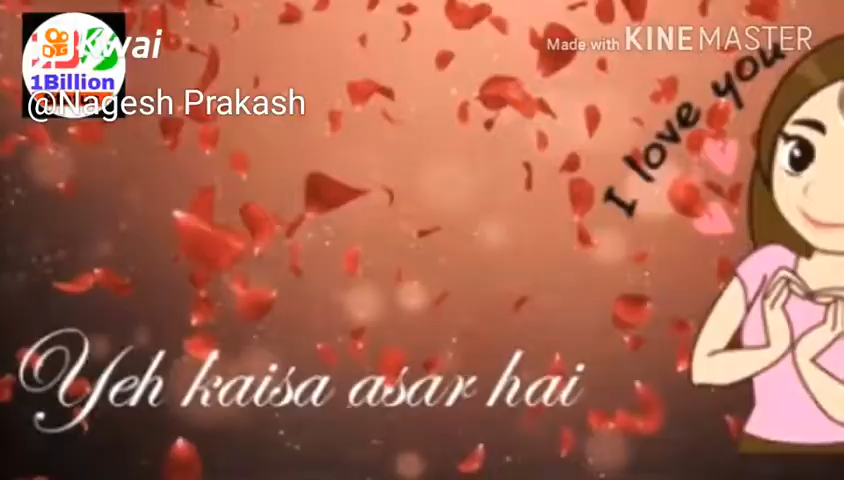 Kwai
1Billion
@Nagesh Prakash
Made with KINEMASTER
I love you
Yeh kaisa asar hai